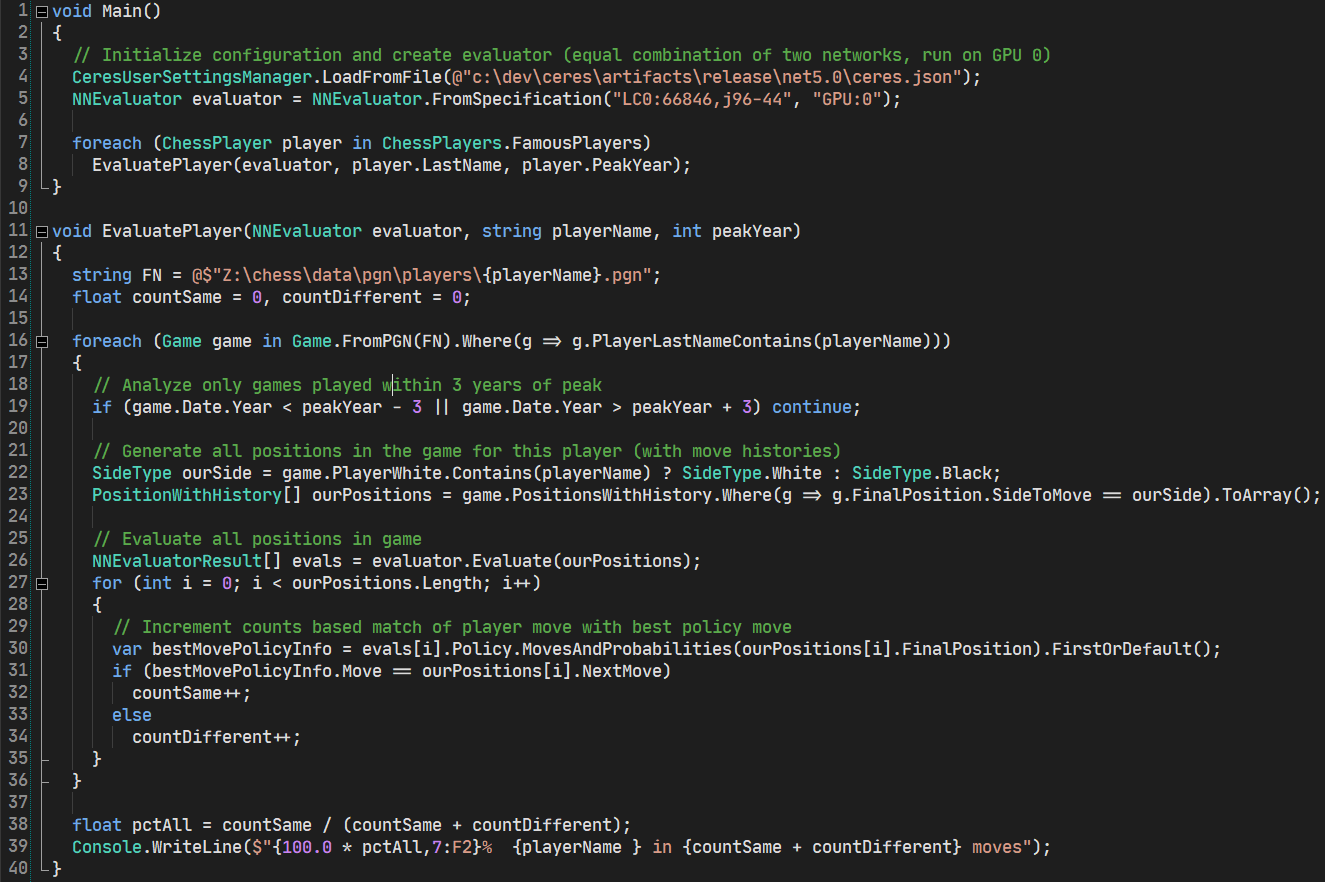 1 void Main()
2 {
3 // Initialize configuration and create evaluator (equal combination of two networks, run on GPU 0)
4 CeresUserSettingsManager.LoadFromFile(@"c:\dev\ceres\artifacts\release\net5.0\ceres.json");
5 NNEvaluator evaluator = NNEvaluator.FromSpecification("LC0:66846,j96-44", "GPU:0");
6
7 foreach (ChessPlayer player in ChessPlayers.FamousPlayers)
8 EvaluatePlayer(evaluator, player.LastName, player.PeakYear);
9 }
10
11 void EvaluatePlayer(NNEvaluator evaluator, string playerName, int peakYear)
12 {
13 string FN = @$"Z:\chess\data\pgn\players\{playerName}.pgn";
14 float countSame = 0, countDifferent = 0;
15
16 foreach (Game game in Game.FromPGN(FN).Where(g => g.PlayerLastNameContains(playerName)))
17 {
18 // Analyze only games played within 3 years of peak
19 if (game.Date.Year < peakYear - 3 || game.Date.Year > peakYear + 3) continue;
20
21 // Generate all positions in the game for this player (with move histories)
22 SideType ourSide = game.PlayerWhite.Contains(playerName) ? SideType.White : SideType.Black;
23 PositionWithHistory[] ourPositions = game.PositionsWithHistory.Where(g => g.FinalPosition.SideToMove == ourSide).ToArray();
24
25 // Evaluate all positions in game
26 NNEvaluatorResult[] evals = evaluator.Evaluate(ourPositions);
27 for (int i = 0; i < ourPositions.Length; i++)
28 {
29 // Increment counts based match of player move with best policy move
30 var bestMovePolicyInfo = evals[i].Policy.MovesAndProbabilities(ourPositions[i].FinalPosition).FirstOrDefault();
31 if (bestMovePolicyInfo.Move == ourPositions[i].NextMove)
32 countSame++;
33 else
34 countDifferent++;
35 }
36 }
37
38 float pctAll = countSame / (countSame + countDifferent);
39 Console.WriteLine($"{100.0 * pctAll,7:F2}%  {playerName } in {countSame + countDifferent} moves");
40 }